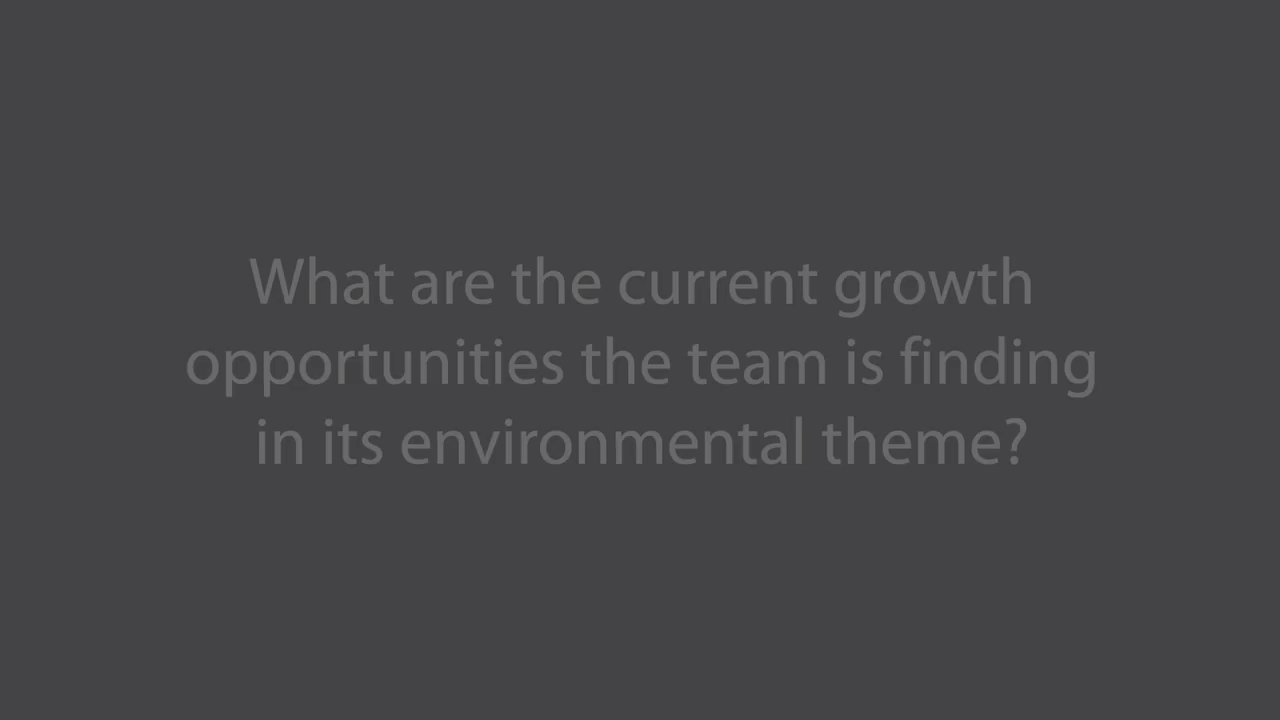 What are the current growth
opportunities the team is finding
in its environmental theme?